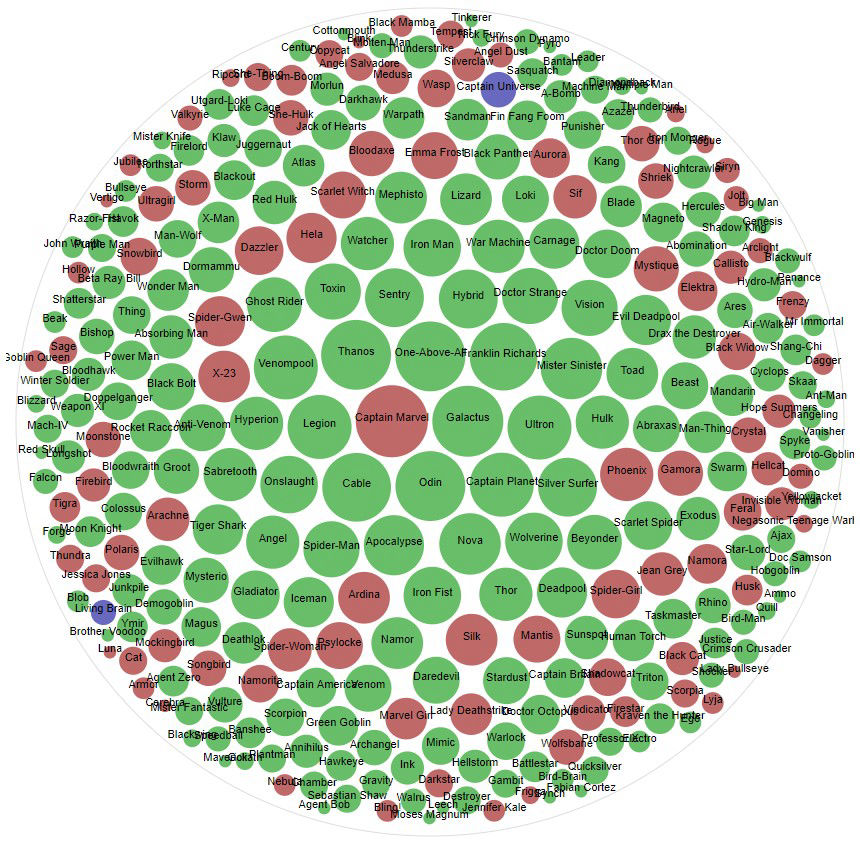 Tinkerer
Black Mamba
Cottonmouth
Tempest
Nick Fury
Crimson Dynamo
Blink
Molten Man
Pyro
Century
Copycat
Thunderstrike
Angel Dust
Leader
Angel Salvadore
Silverclaw
Bantam
Sasquatch
Ripcord
She-Thing
Boom-Boom
Medusa
Wasp
Captain Universe
Machine Man
Diamondback
Morlun
A-Bomb
Utgard-Loki
Luke Cage
Darkhawk
Thunderbird
Ariel
Valkyrie
She-Hulk
Jack of Hearts
Warpath
Sandman
Fin Fang Foom
Punisher
Azazel
Mister Knife
Firelord
Klaw
Juggernaut
Thor Girl
Iron Monger
Rogue
Jubilee
Northstar
Atlas
Bloodaxe
Emma Frost
Black Panther
Aurora
Kang
Nightcrawler
Siryn
Bullseye
Vertigo
Ultragirl
Storm
Blackout
Red Hulk
Scarlet Witch
Mephisto
Lizard
Loki
Sif
Blade
Shriek
Jolt
Big Man
Razor-Fist
Havok
X-Man
Magneto
Hercules
Shadow King
Genesis
John Wraith
Purple Man
Man-Wolf
Dazzler
Hela
Watcher
Iron Man
War Machine
Carnage
Doctor Doom
Abomination
Arclight
Snowbird
Blackwulf
Hollow
Beta Ray Bill
Dormammu
Mystique
Callisto
Penance
Shatterstar
Wonder Man
Ghost Rider
Toxin
Sentry
Hybrid
Doctor Strange
Vision
Elektra
Hydro-Man
Frenzy
Beak
Thing
Spider-Gwen
Evil Deadpool
Ares
Mr Immortal
Bishop
Absorbing Man
Drax the Destroyer
Air-Walker
Sage
Goblin Queen
Power Man
Venompool
Thanos
One-Above-All
Franklin Richards
Mister Sinister
Toad
Black Widow
Shang-Chi
Dagger
Bloodhawk
X-23
Cyclops
Winter Soldier
Black Bolt
Beast
Mandarin
Skaar
Ant-Man
Blizzard
Weapon XI
Doppelganger
Hope Summers
Changeling
Mach-IV
Moonstone
Rocket Raccoon
Anti-Venom
Hyperion
Legion
Captain Marvel
Galactus
Ultron
Hulk
Abraxas
Man-Thing
Crystal
Vanisher
Red Skull
Longshot
Spyke
Proto-Goblin
Falcon
Firebird
Bloodwraith
Groot
Sabretooth
Onslaught
Cable
Odin
Captain Planet
Silver Surfer
Phoenix
Gamora
Swarm
Hellcat
Domino
Tigra
Colossus
Arachne
Tiger Shark
Scarlet Spider
Exodus
Feral
Invisible Woman
Yellowjacket
Forge
Moon Knight
Negasonic Teenage Warl
Thundra
Polaris
Angel
Spider-Man
Apocalypse
Nova
Wolverine
Beyonder
Star-Lord
Ajax
Doc Samson
Jessica Jones
Evilhawk
Mysterio
Jean Grey
Namora
Hobgoblin
Blob
Junkpile
Gladiator
Iceman
Ardina
Iron Fist
Thor
Deadpool
Spider-Girl
Husk
Ammo
Living Brain
Demogoblin
Taskmaster
Rhino
Quill
Brother Voodoo
Ymir
Magus
Bird-Man
Luna
Mockingbird
Deathlok
Spider-Woman
Psylocke
Namor
Silk
Mantis
Sunspot
Human Torch
Justice
Crimson Crusader
Cat
Songbird
Black Cat
Shocker
Lady Bullseye
Armor
Agent Zero
Namorita
Captain America
Venom
Daredevil
Stardust
Captain Britain
Shadowcat
Triton
Scorpia
Cerebra
Mister Fantastic
Vulture
Scorpion
Marvel Girl
Lady Deathstrike
Doctor Octopus
Vindicator
Firestar
Lyja
Kraven the Hunter
Ego
Blackwing
Speedball
Banshee
Green Goblin
Archangel
Mimic
Warlock
Wolfsbane
Professor X
Electro
Maverick
Goliath
Plantman
Annihilus
Hawkeye
Ink
Hellstorm
Battlestar
Quicksilver
Nebula
Chamber
Gravity
Darkstar
Gambit
Bird-Brain
Fabian Cortez
Agent Bob
Sebastian Shaw
Walrus
Destroyer
Frigga
Synch
Bling!
Leech
Jennifer Kale
Moses Magnum